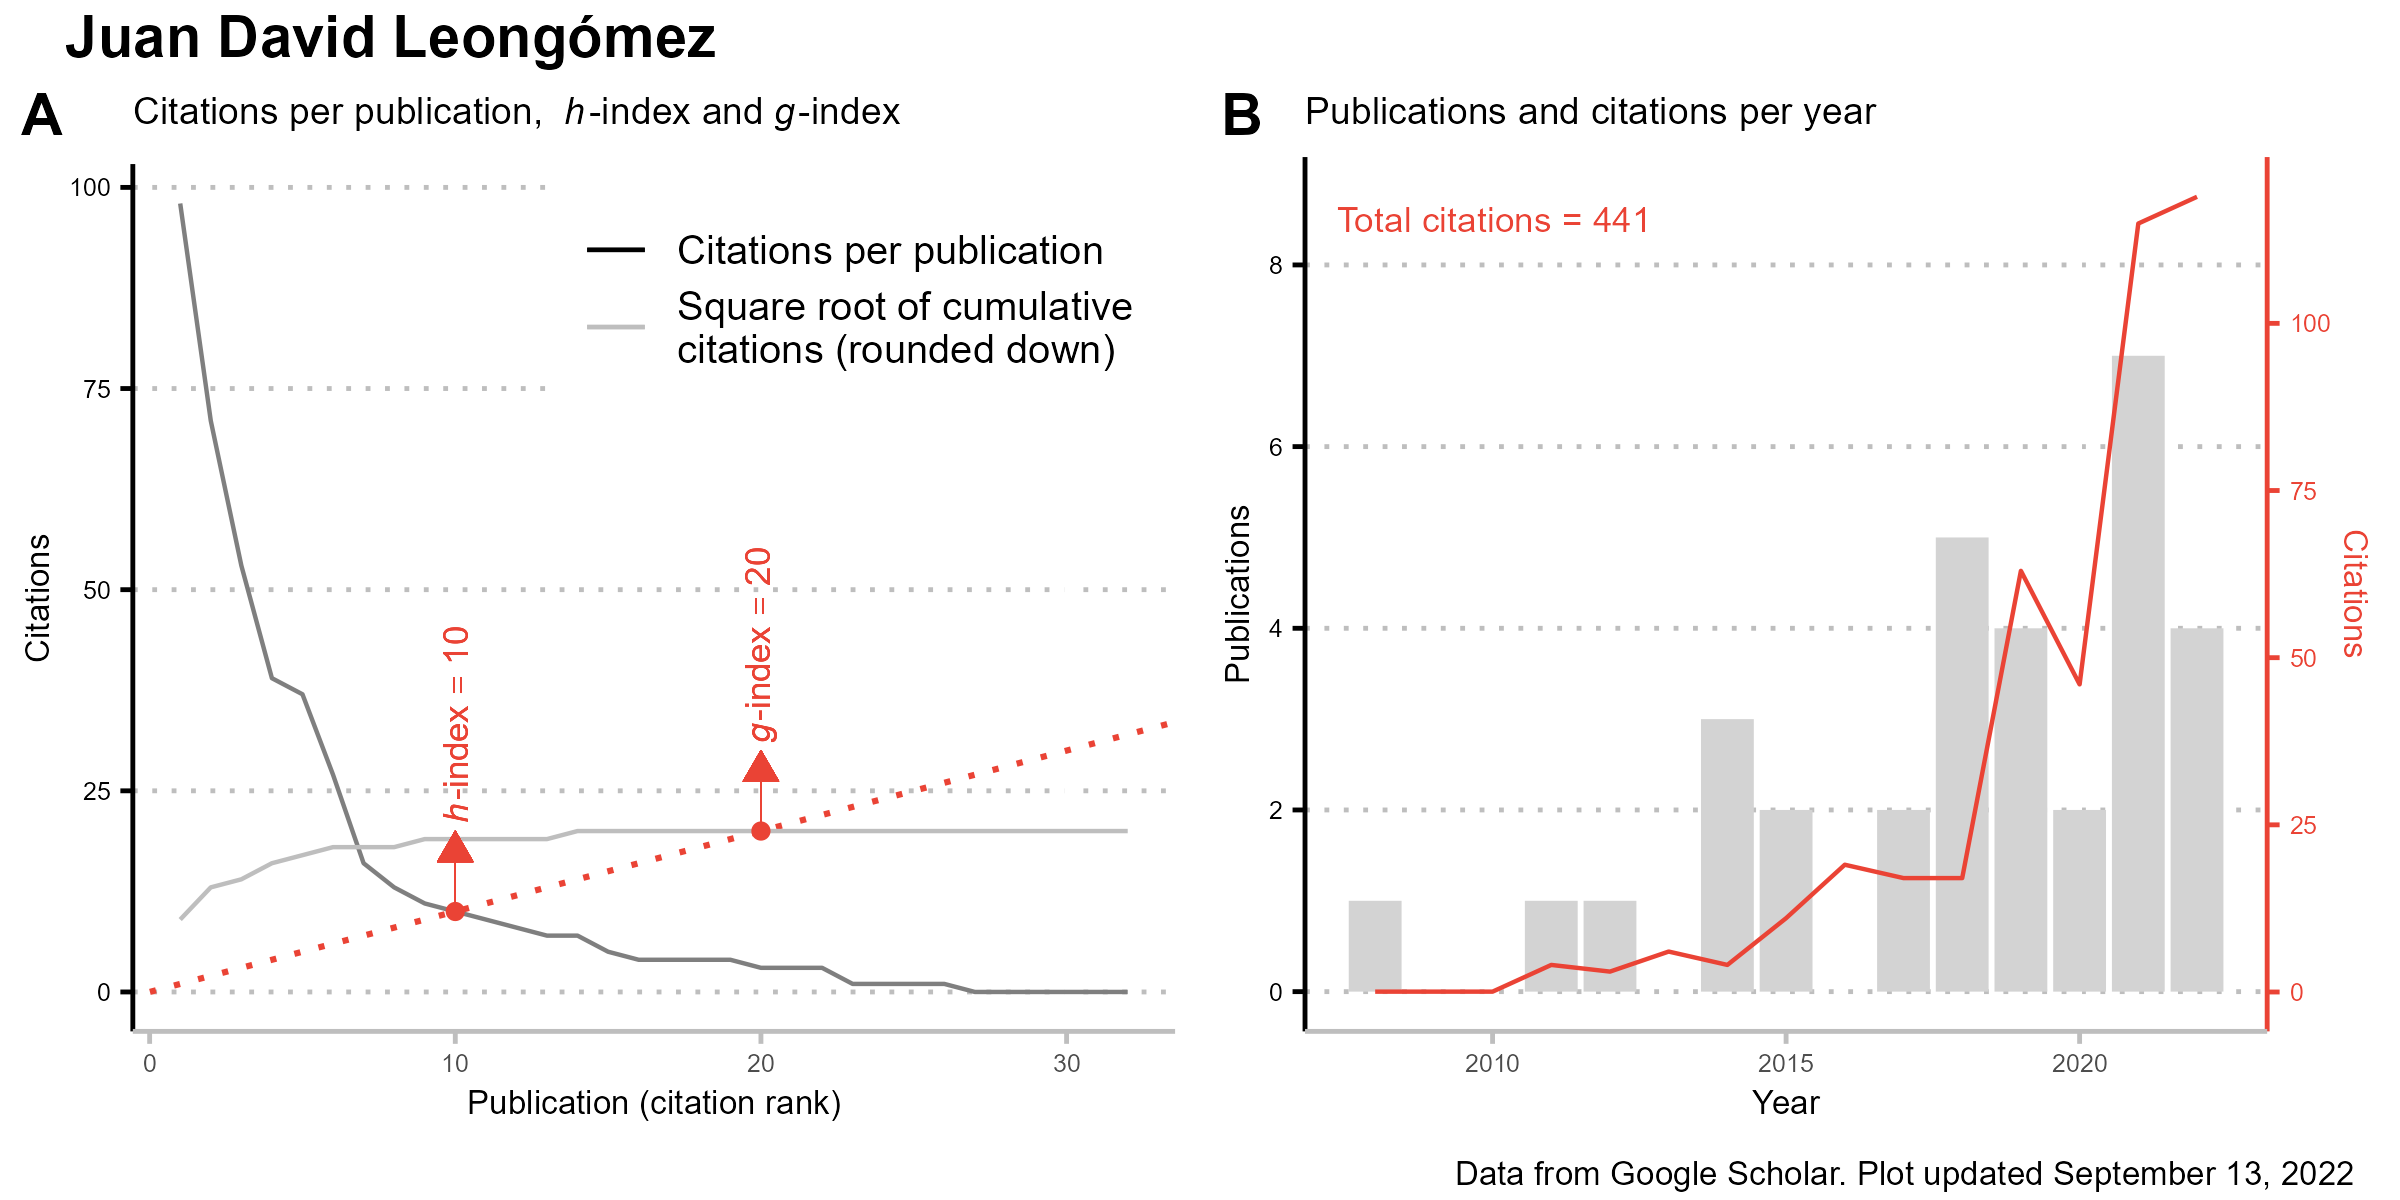 Juan David Leongómez
A
Citations per publication, h-index and g-index
100
75
50
25
0
Citations
Citations per publication
Square root of cumulative
citations (rounded down)
h-index = 10
g-index = 20
0
10
20
30
Publication (citation rank)
B
Publications and citations per year
Total citations = 441
8
6
4
2
0
Publications
100
75
50
25
0
Citations
2010
2015
2020
Year
Data from Google Scholar. Plot updated September 13, 2022